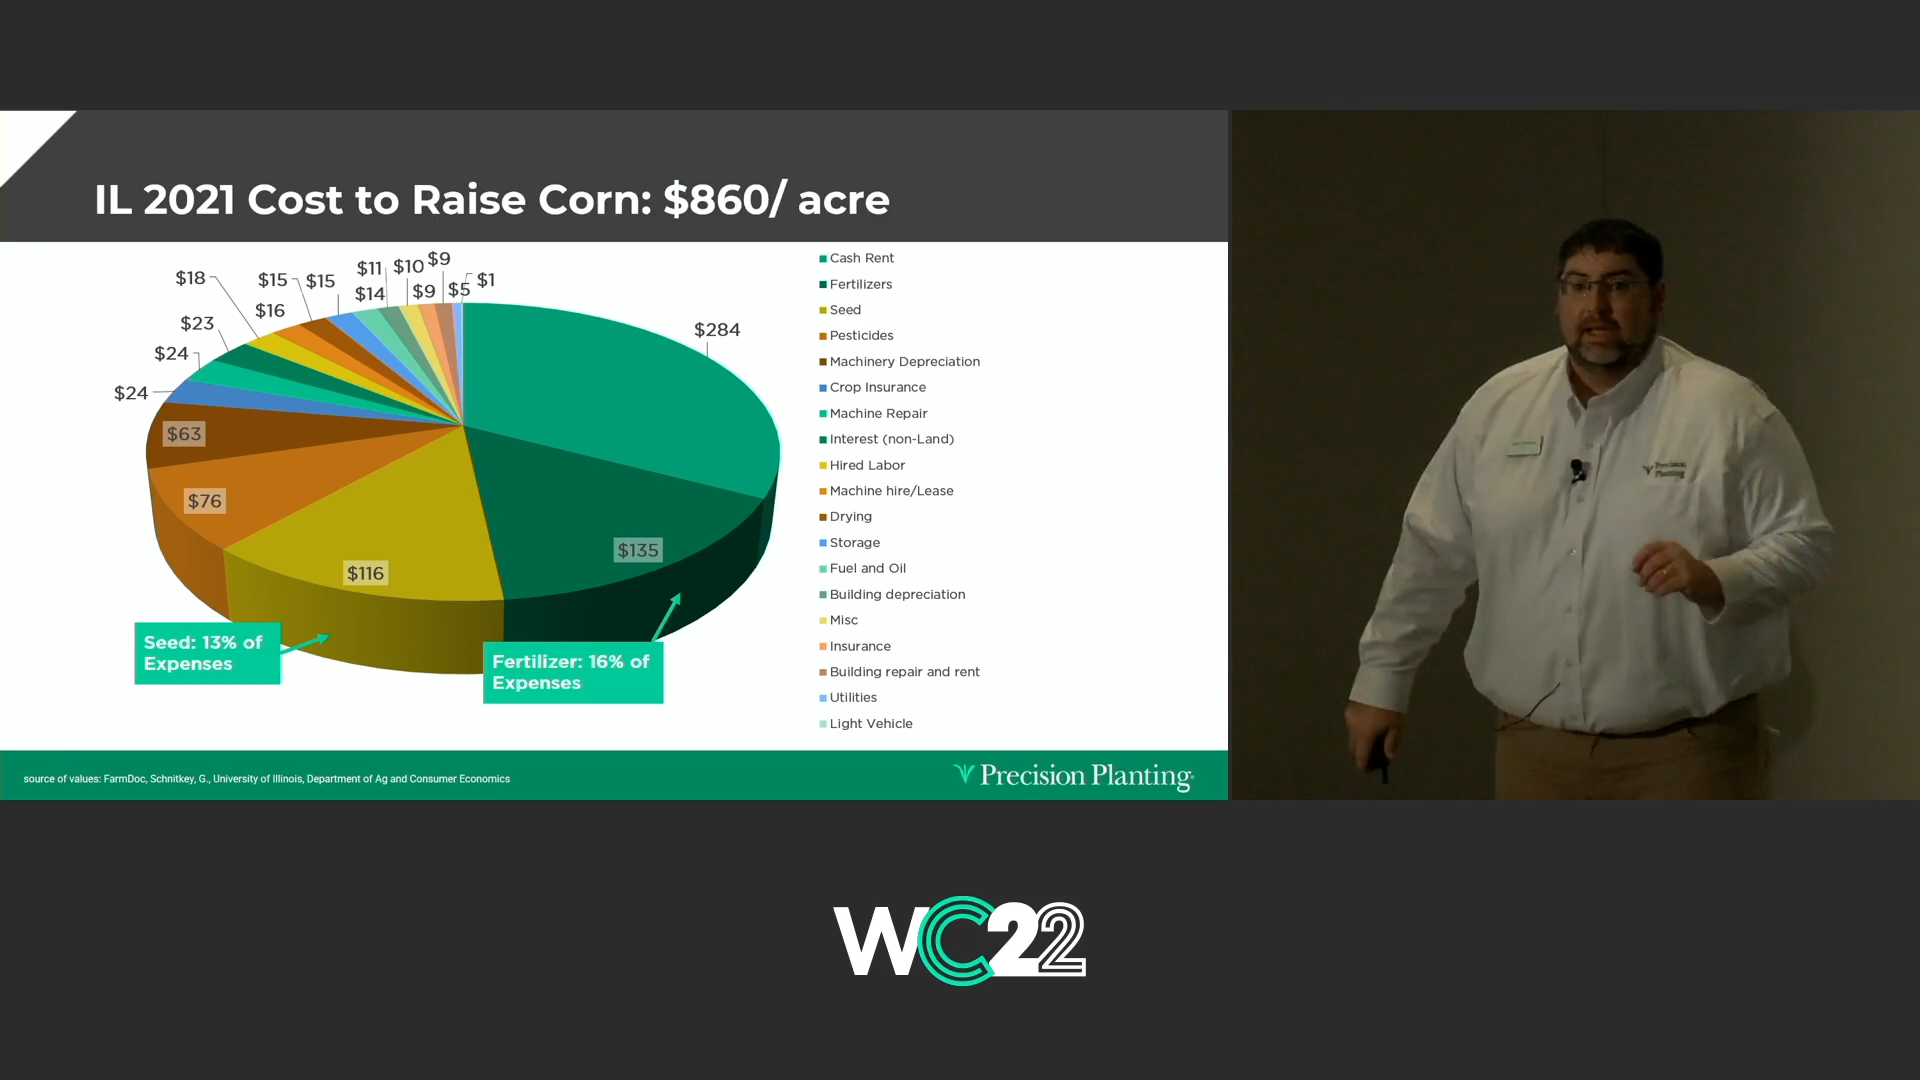 IL 2021 Cost to Raise Corn: $860/ acre
$18
$16
$15
$15
$11
$14
$10
$9
$9
$5
$1
$23
$24
$24
$284
$63
$76
$116
$135
Seed: 13% of
Expenses
Fertilizer: 16% of
Expenses
Cash Rent
Fertilizers
Seed
Pesticides
Machinery Depreciation
Crop Insurance
Machine Repair
Interest (non-Land)
Hired Labor
Machine hire/Lease
Drying
Storage
Fuel and Oil
Building depreciation
Misc
Insurance
Building repair and rent
Utilities
Light Vehicle
source of values: FarmDoc, Schnitkey, G., University of Illinois, Department of Ag and Consumer Economics
Precision Planting
Precision
Planting
WC22